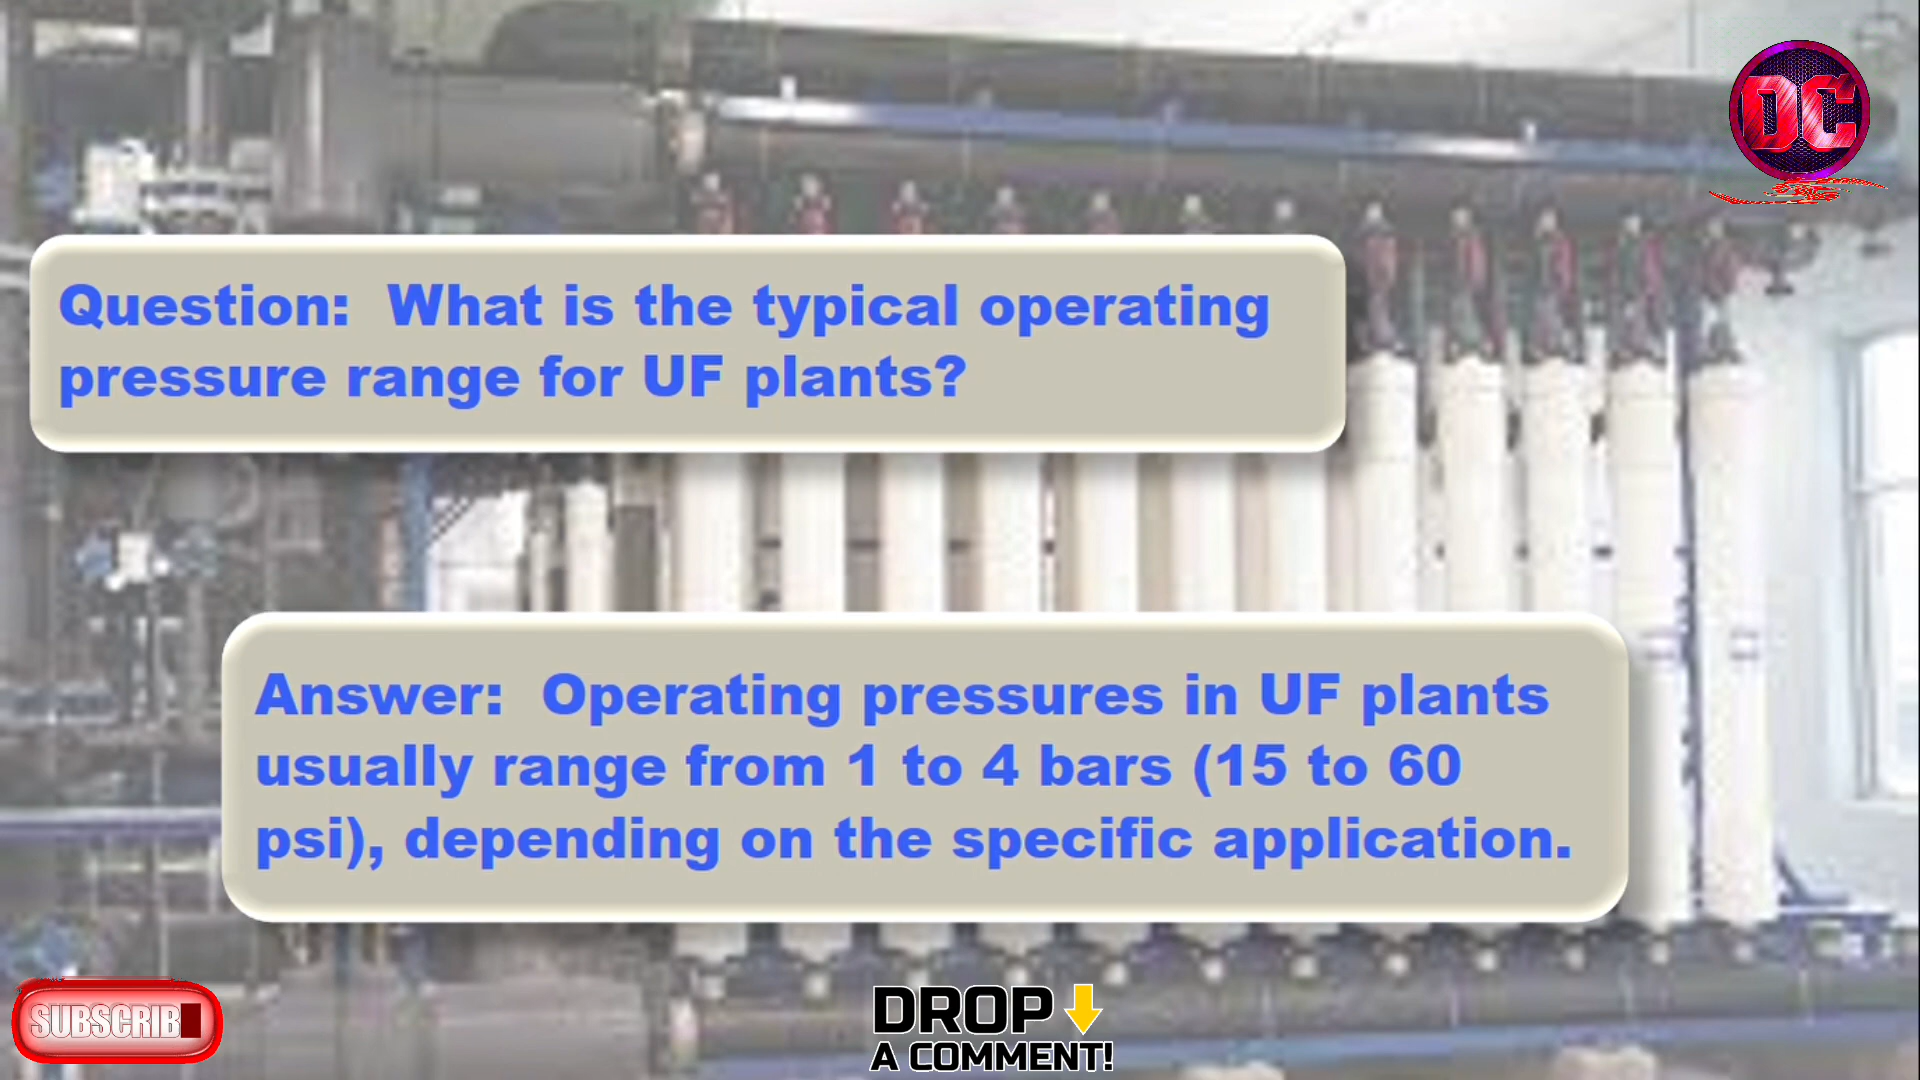 DC
Question: What is the typical operating
pressure range for UF plants?
Answer: Operating pressures in UF plants
usually range from 1 to 4 bars (15 to 60
psi), depending on the specific application.
SUBSCRIB
DROP
A COMMENT!